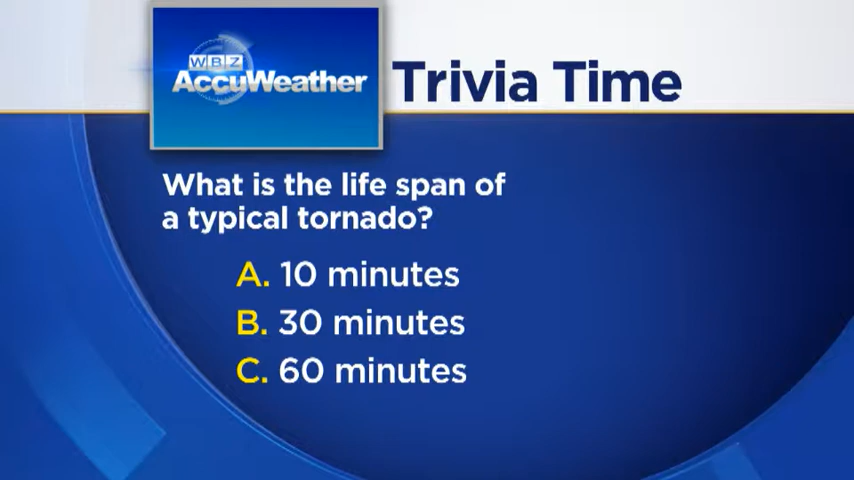 WBZ
AccuWeather
Trivia Time
What is the life span of
a typical tornado?
A. 10 minutes
B. 30 minutes
C. 60 minutes